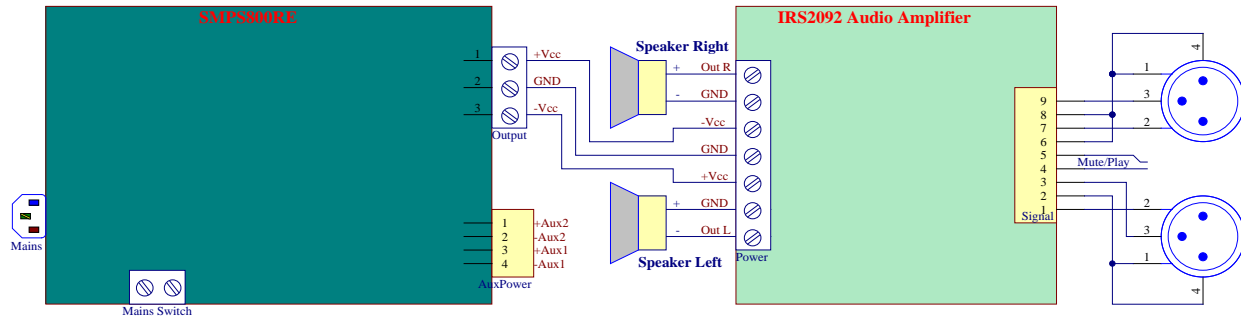 SMPS800RE
1 +Vcc
2 GND
3 -Vcc
Output
1 +Aux2
2 -Aux2
3 +Aux1
4 -Aux1
AuxPower
Mains
Mains Switch
Speaker Right
+ Out R
- GND
-Vcc
GND
+Vcc
+ GND
- Out L
Speaker Left
Power
IRS2092 Audio Amplifier
9
8
7
6
5
4
3
2
1
Signal
Mute/Play
4
1
3
2
2
3
1
4